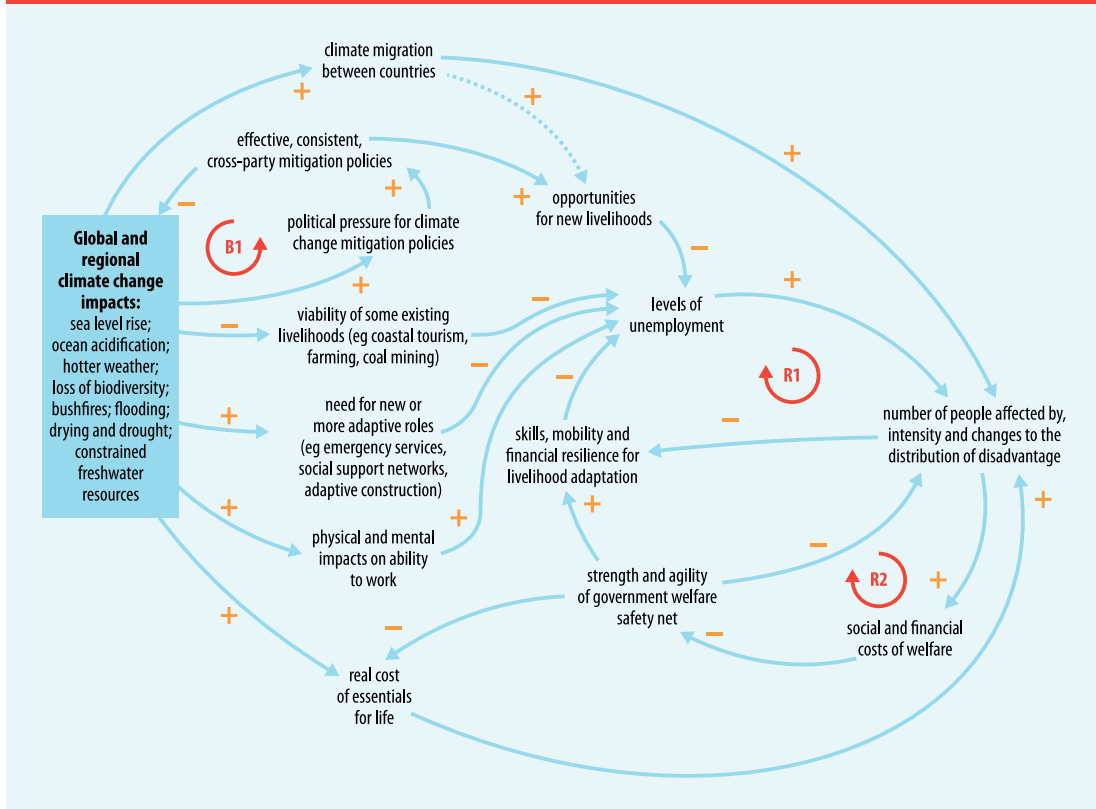 climate migration
between countries
+
+
effective, consistent,
cross-party mitigation policies
+
−
+
+
opportunities
for new livelihoods
political pressure for climate
change mitigation policies
B1
−
Global and
regional
climate change
impacts:
sea level rise;
ocean acidification;
hotter weather;
loss of biodiversity;
bushfires; flooding;
drying and drought;
constrained
freshwater
resources
+
+
−
viability of some existing
livelihoods (eg coastal tourism,
farming, coal mining)
−
levels of
unemployment
−
−
R1
need for new or
more adaptive roles
(eg emergency services,
social support networks,
adaptive construction)
+
skills, mobility and
financial resilience for
livelihood adaptation
−
number of people affected by,
intensity and changes to the
distribution of disadvantage
+
+
+
+
physical and mental
impacts on ability
to work
−
strength and agility
of government welfare
safety net
R2
+
+
−
−
social and financial
costs of welfare
real cost
of essentials
for life